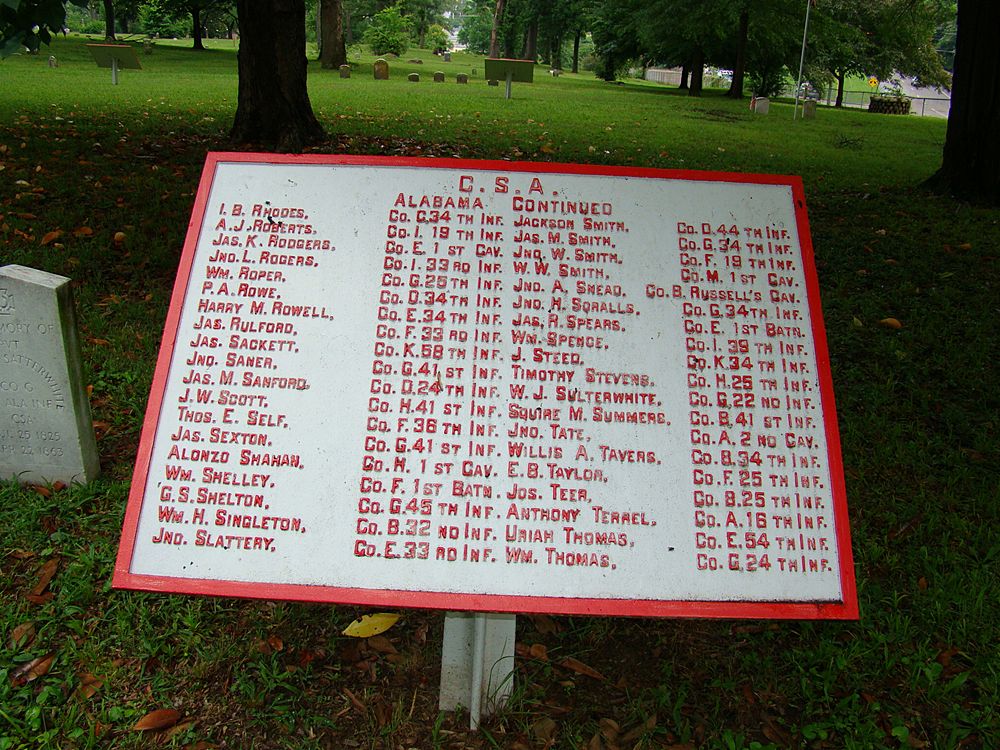 C.S.A.
ALABAMA CONTINUED
I. B. RHODES, CO. G. 34 TH INF. JACKSON SMITH, CO. D. 44 TH INF.
A. J. ROBERTS, CO. I. 19 TH INF. JAS. M. SMITH, CO. G. 34 TH INF.
JAS. K. RODGERS, CO. E. 1 ST CAV. JNO. W. SMITH, CO. F. 19 TH INF.
JNO. L. ROGERS, CO. I. 33 RD INF. W. W. SMITH, CO. M. 1 ST CAV.
WM. ROPER, CO. G. 25 TH INF. JNO. A. SNEAD, CO. B. RUSSELL'S CAV.
P. A. ROWE, CO. D. 34 TH INF. JNO. H. SORALLS, CO. G. 34 TH INF.
HARRY M. ROWELL, CO. E. 34 TH INF. JAS. R. SPEARS, CO. E. 1 ST BATN.
JAS. RULFORD, CO. F. 33 RD INF. WM. SPENCE, CO. I. 39 TH INF.
JAS. SACKETT, CO. K. 58 TH INF. J. STEED, CO. K. 34 TH INF.
JNO. SANER, CO. G. 41 ST INF. TIMOTHY STEVENS, CO. H. 25 TH INF.
JAS. M. SANFORD, CO. D. 24 TH INF. W. J. SULTERWHITE, CO. G. 22 ND INF.
J. W. SCOTT, CO. H. 41 ST INF. SQUIRE M. SUMMERS, CO. B. 41 ST INF.
THOS. E. SELF, CO. F. 36 TH INF. JNO. TATE, CO. A. 2 ND CAV.
JAS. SEXTON, CO. G. 41 ST INF. WILLIS A. TAVERS, CO. B. 34 TH INF.
ALONZO SHAHAN, CO. H. 1 ST CAV. E. B. TAYLOR, CO. F. 25 TH INF.
WM. SHELLEY, CO. F. 1 ST BATN. JOS. TEER, CO. B. 25 TH INF.
G. S. SHELTON, CO. G. 45 TH INF. ANTHONY TERREL, CO. A. 16 TH INF.
WM. H. SINGLETON, CO. B. 32 ND INF. URIAH THOMAS, CO. E. 54 TH INF.
JNO. SLATTERY, CO. E. 33 RD INF. WM. THOMAS, CO. G. 24 TH INF.
OF
PVT
SATTERWHITE
CO G
ALA INF
CSA
25 1825
22 1863